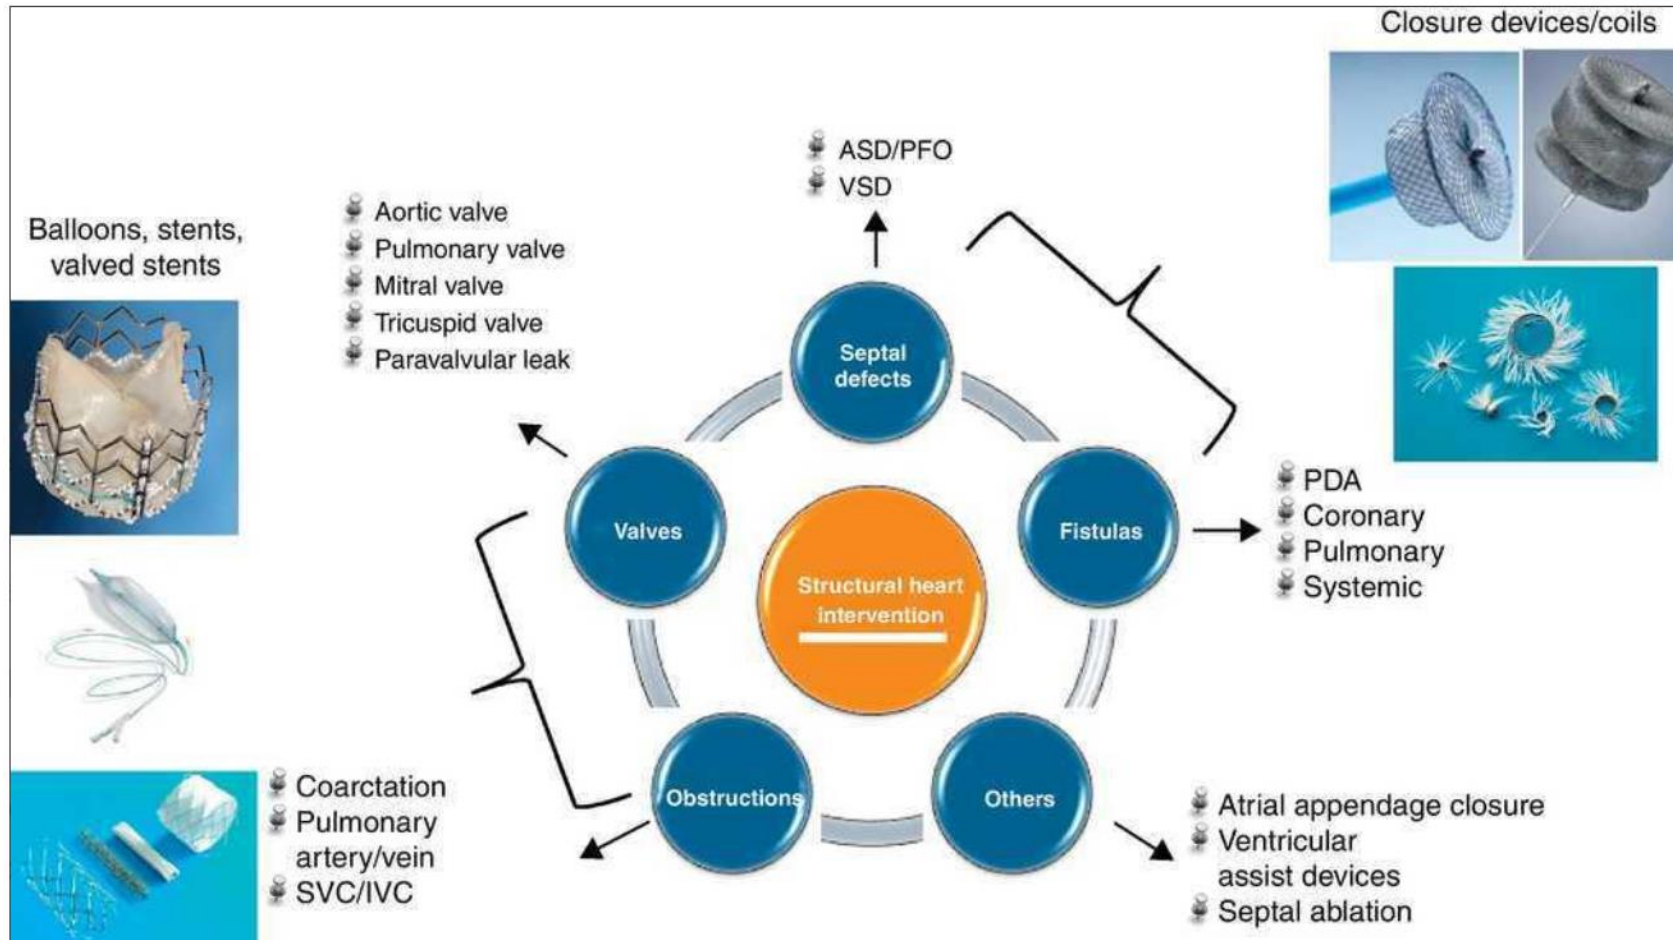 Closure devices/coils
ASD/PFO
VSD
Aortic valve
Pulmonary valve
Mitral valve
Tricuspid valve
Paravalvular leak
Balloons, stents,
valved stents
Septal
defects
Valves
Fistulas
PDA
Coronary
Pulmonary
Systemic
Structural heart
intervention
Obstructions
Others
Coarctation
Pulmonary
artery/vein
SVC/IVC
Atrial appendage closure
Ventricular
assist devices
Septal ablation